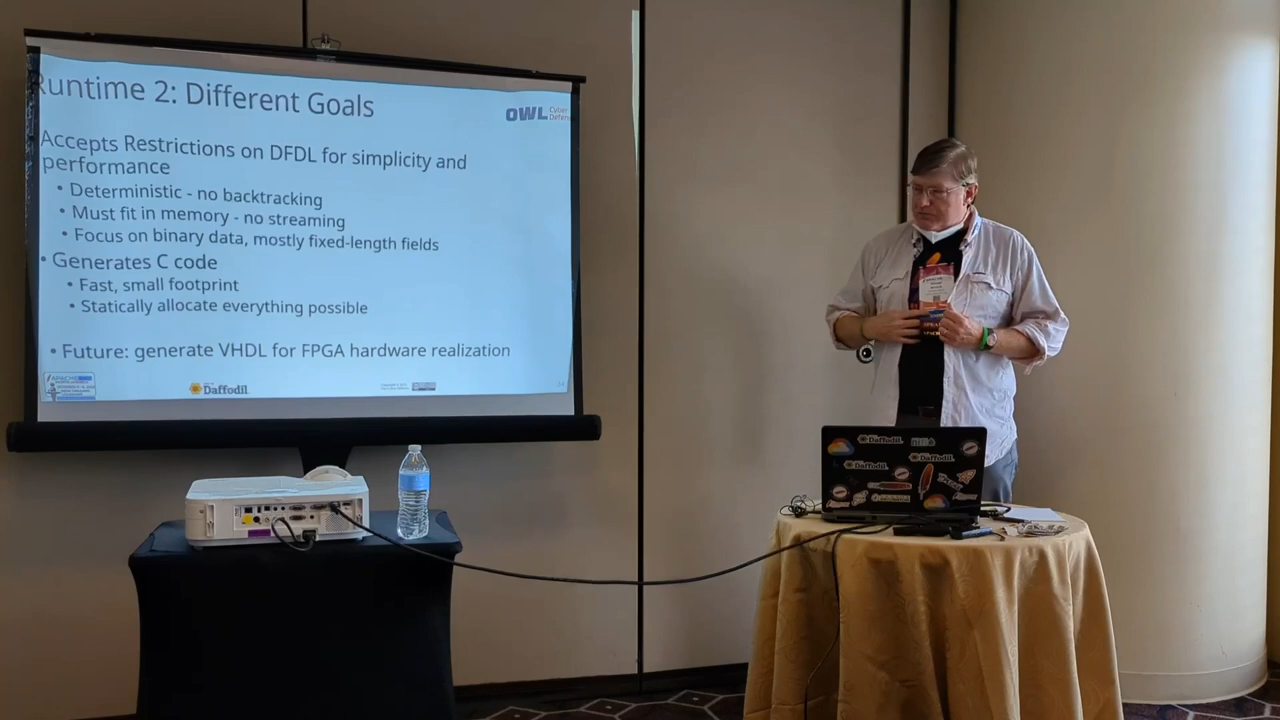 Runtime 2: Different Goals
OWL Cyber
Defense
Accepts Restrictions on DFDL for simplicity and
performance
• Deterministic - no backtracking
• Must fit in memory - no streaming
• Focus on binary data, mostly fixed-length fields
• Generates C code
• Fast, small footprint
• Statically allocate everything possible
• Future: generate VHDL for FPGA hardware realization
APACHE
Daffodil
Daffodil
Daffodil
Daffodil